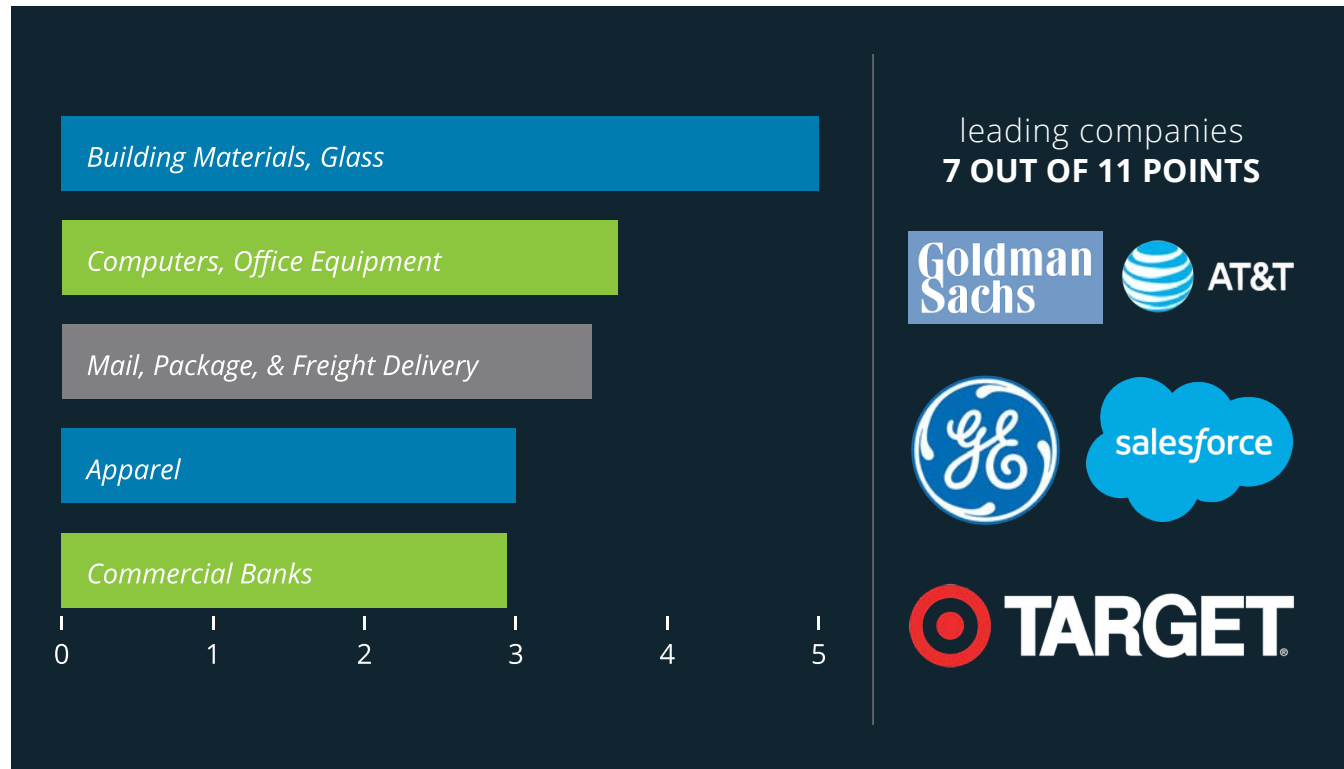 Building Materials, Glass
Computers, Office Equipment
Mail, Package, & Freight Delivery
Apparel
Commercial Banks
0 1 2 3 4 5
leading companies
7 OUT OF 11 POINTS
Goldman
Sachs
AT&T
GE
salesforce
TARGET®